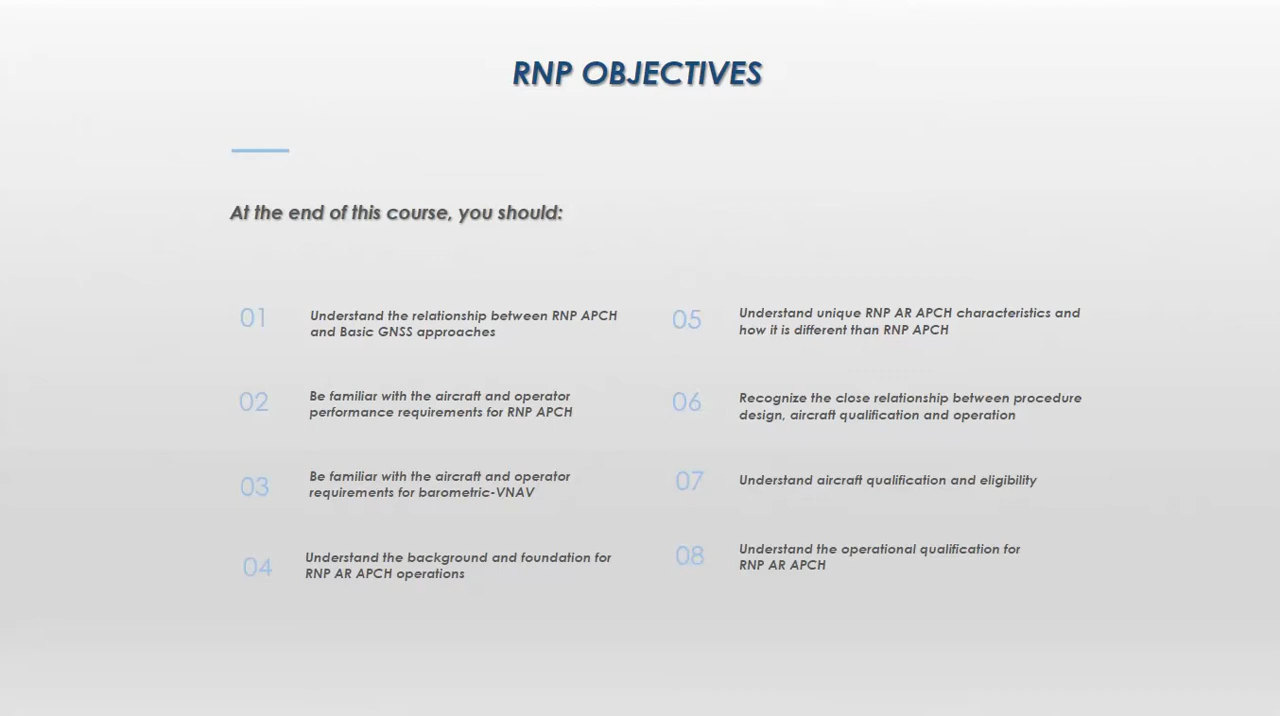 RNP OBJECTIVES
At the end of this course, you should:
01
Understand the relationship between RNP APCH
and Basic GNSS approaches
02
Be familiar with the aircraft and operator
performance requirements for RNP APCH
03
Be familiar with the aircraft and operator
requirements for barometric-VNAV
04
Understand the background and foundation for
RNP AR APCH operations
05
Understand unique RNP AR APCH characteristics and
how it is different than RNP APCH
06
Recognize the close relationship between procedure
design, aircraft qualification and operation
07
Understand aircraft qualification and eligibility
08
Understand the operational qualification for
RNP AR APCH